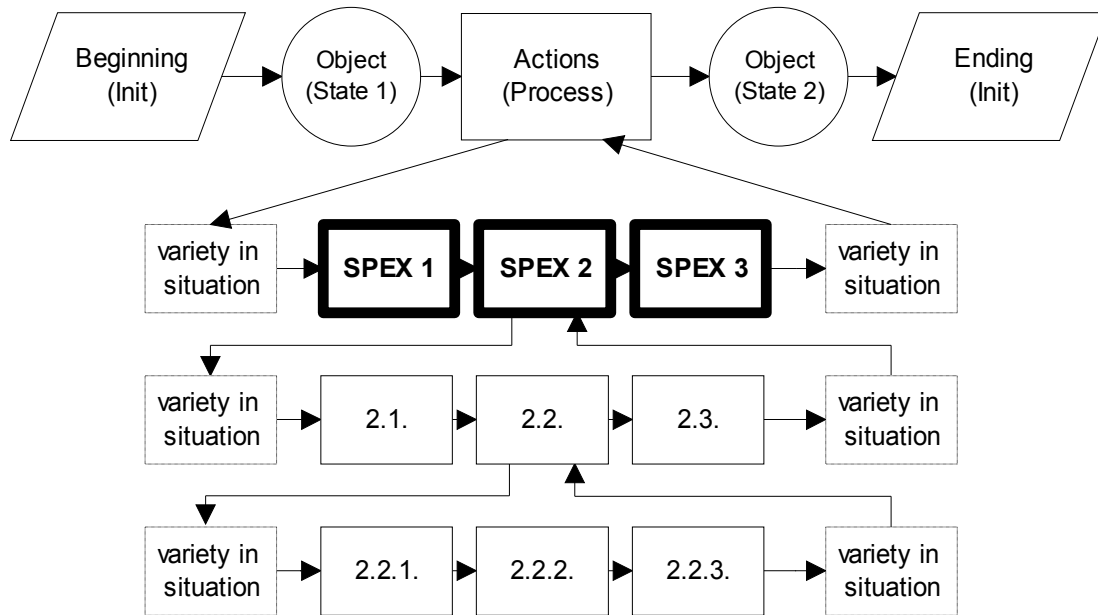 Beginning
(Init)
Object
(State 1)
Actions
(Process)
Object
(State 2)
Ending
(Init)
variety in
situation
SPEX 1
SPEX 2
SPEX 3
variety in
situation
variety in
situation
2.1.
2.2.
2.3.
variety in
situation
variety in
situation
2.2.1.
2.2.2.
2.2.3.
variety in
situation